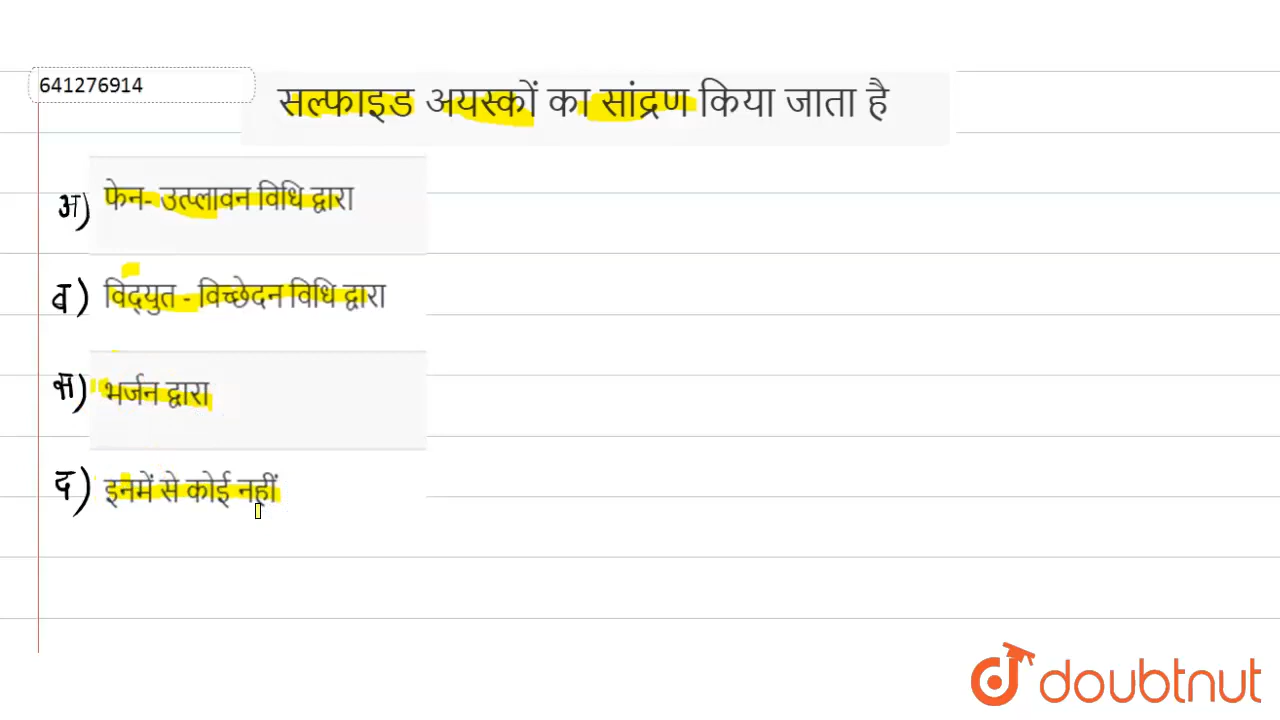 641276914
सल्फाइड अयस्कों का सांद्रण किया जाता है
अ) फेन- उत्प्लावन विधि द्वारा
ब) विद्युत - विच्छेदन विधि द्वारा
स) भर्जन द्वारा
द) इनमें से कोई नहीं
doubtnut